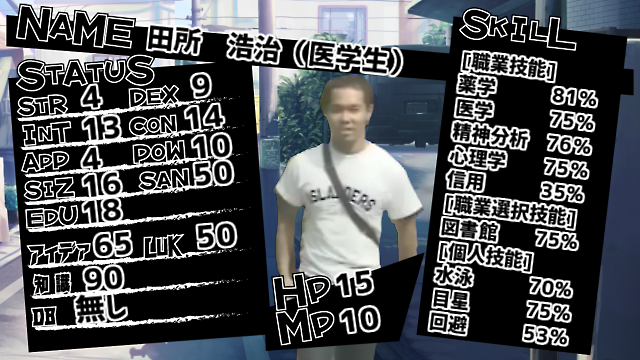 NAME 田所 浩治（医学生）
STATUS
STR 4 DEX 9
INT 13 CON 14
APP 4 POW 10
SIZ 16 SAN 50
EDU 18
アイデア 65 LUK 50
知識 90
DB 無し
HP 15
MP 10
SLAMMERS
SKILL
[職業技能]
薬学 81%
医学 75%
精神分析 76%
心理学 75%
信用 35%
[職業選択技能]
図書館 75%
[個人技能]
水泳 70%
目星 75%
回避 53%